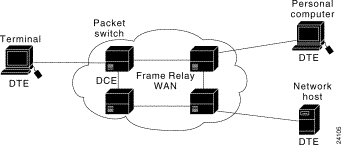 Personal
computer
Packet
switch
Terminal
DTE
DCE
Frame Relay
WAN
DTE
Network
host
DTE
24105